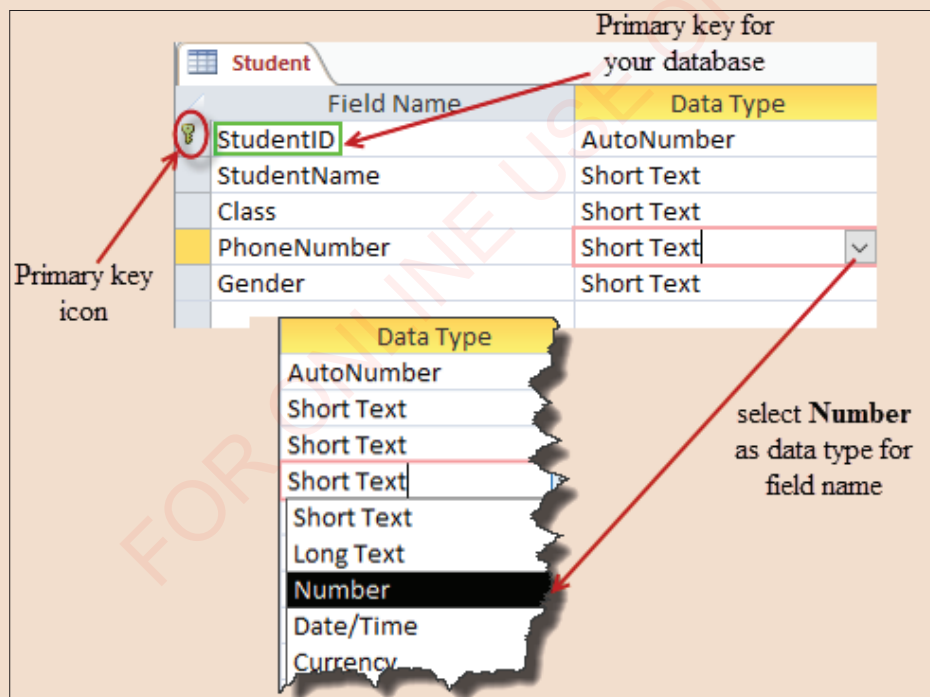 Primary key for
your database
Student
Field Name Data Type
StudentID AutoNumber
StudentName Short Text
Class Short Text
PhoneNumber Short Text
Gender Short Text
Primary key
icon
Data Type
AutoNumber
Short Text
Short Text
Short Text
Short Text
Long Text
Number
Date/Time
Currency
select Number
as data type for
field name
FOR ONLINE USE O